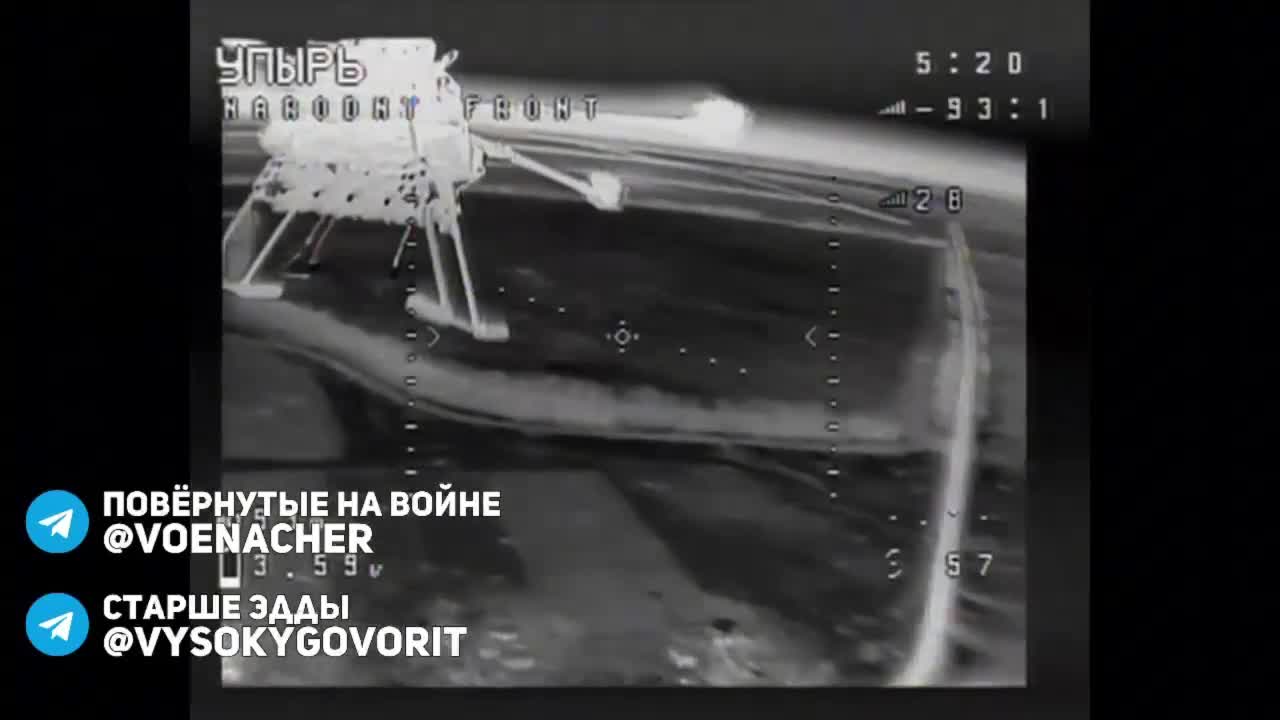 УПЫРЬ
NARODNY FRONT
5:20
-93:1
28
ПОВЁРНУТЫЕ НА ВОЙНЕ
@VOENACHER
3.59v
57
СТАРШЕ ЭДДЫ
@VYSOKYGOVORIT